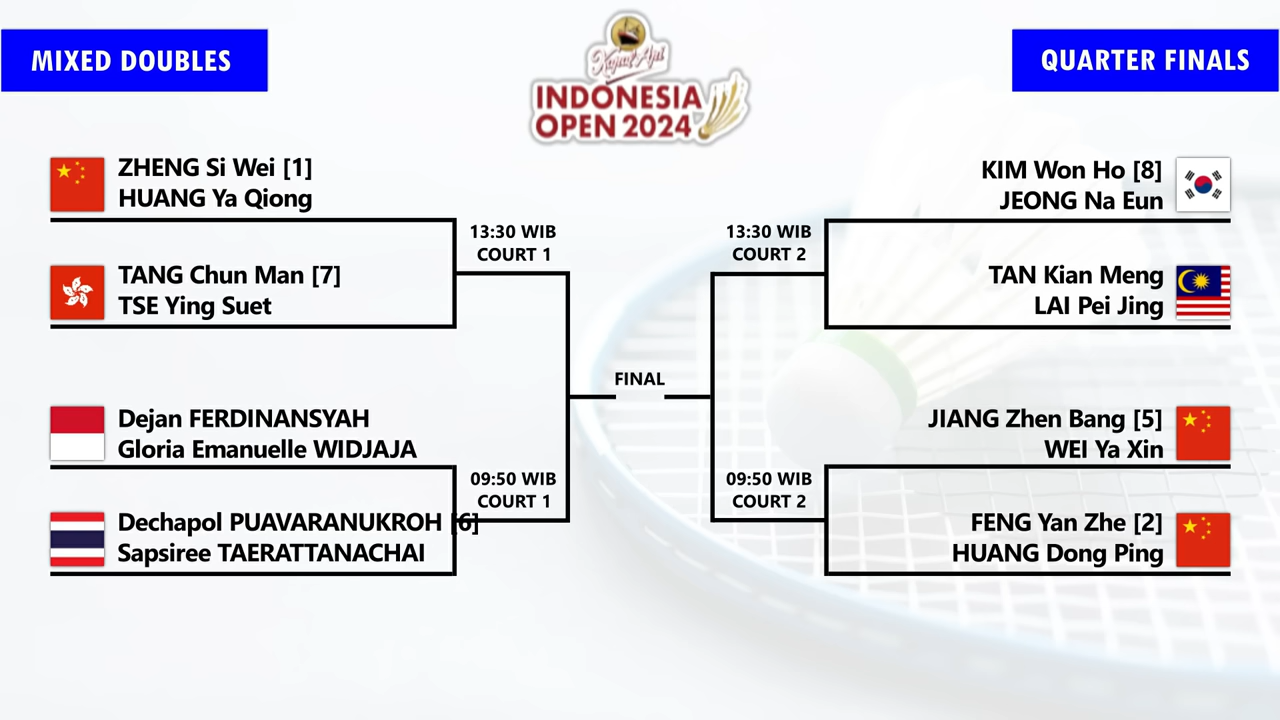 MIXED DOUBLES
Kapal Api
INDONESIA
OPEN 2024
QUARTER FINALS
ZHENG Si Wei [1]
HUANG Ya Qiong
TANG Chun Man [7]
TSE Ying Suet
13:30 WIB
COURT 1
Dejan FERDINANSYAH
Gloria Emanuelle WIDJAJA
Dechapol PUAVARANUKROH [6]
Sapsiree TAERATTANACHAI
09:50 WIB
COURT 1
FINAL
KIM Won Ho [8]
JEONG Na Eun
TAN Kian Meng
LAI Pei Jing
13:30 WIB
COURT 2
JIANG Zhen Bang [5]
WEI Ya Xin
FENG Yan Zhe [2]
HUANG Dong Ping
09:50 WIB
COURT 2